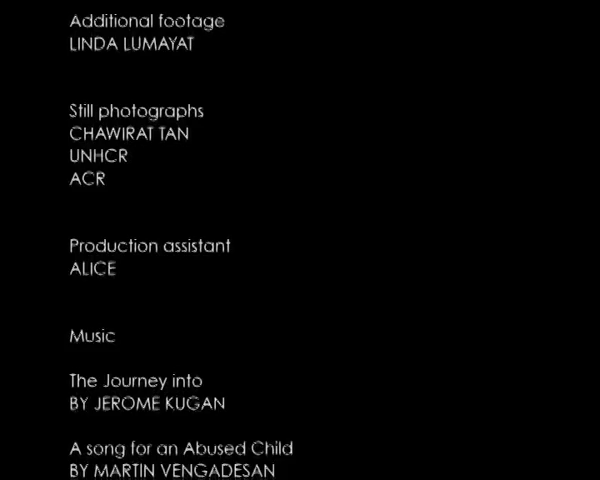 Additional footage
LINDA LUMAYAT
Still photographs
CHAWIRAT TAN
UNHCR
ACR
Production assistant
ALICE
Music
The Journey into
BY JEROME KUGAN
A song for an Abused Child
BY MARTIN VENGADESAN